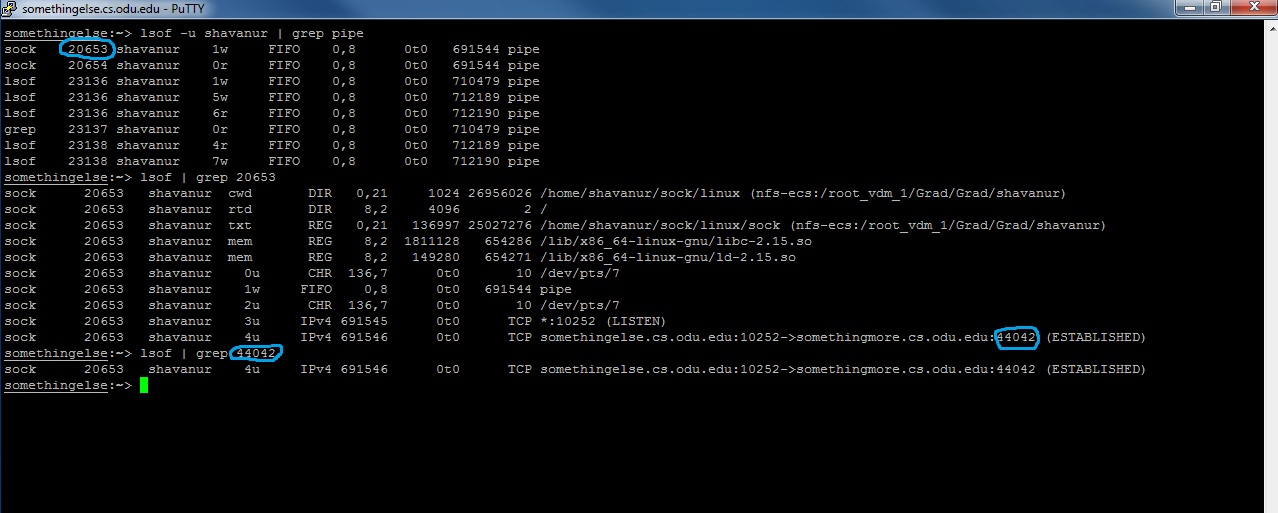 somethingelse.cs.odu.edu - PuTTY
somethingelse:~> lsof -u shavanur | grep pipe
sock 20653 shavanur 1w FIFO 0,8 0t0 691544 pipe
sock 20654 shavanur 0r FIFO 0,8 0t0 691544 pipe
lsof 23136 shavanur 1w FIFO 0,8 0t0 710479 pipe
lsof 23136 shavanur 5w FIFO 0,8 0t0 712189 pipe
lsof 23136 shavanur 6r FIFO 0,8 0t0 712190 pipe
grep 23137 shavanur 0r FIFO 0,8 0t0 710479 pipe
lsof 23138 shavanur 4r FIFO 0,8 0t0 712189 pipe
lsof 23138 shavanur 7w FIFO 0,8 0t0 712190 pipe
somethingelse:~> lsof | grep 20653
sock 20653 shavanur cwd DIR 0,21 1024 26956026 /home/shavanur/sock/linux (nfs-ecs:/root_vdm_1/Grad/Grad/shavanur)
sock 20653 shavanur rtd DIR 8,2 4096 2 /
sock 20653 shavanur txt REG 0,21 136997 25027276 /home/shavanur/sock/linux/sock (nfs-ecs:/root_vdm_1/Grad/Grad/shavanur)
sock 20653 shavanur mem REG 8,2 1811128 654286 /lib/x86_64-linux-gnu/libc-2.15.so
sock 20653 shavanur mem REG 8,2 149280 654271 /lib/x86_64-linux-gnu/ld-2.15.so
sock 20653 shavanur 0u CHR 136,7 0t0 10 /dev/pts/7
sock 20653 shavanur 1w FIFO 0,8 0t0 691544 pipe
sock 20653 shavanur 2u CHR 136,7 0t0 10 /dev/pts/7
sock 20653 shavanur 3u IPv4 691545 0t0 TCP *:10252 (LISTEN)
sock 20653 shavanur 4u IPv4 691546 0t0 TCP somethingelse.cs.odu.edu:10252->somethingmore.cs.odu.edu:44042 (ESTABLISHED)
somethingelse:~> lsof | grep 44042
sock 20653 shavanur 4u IPv4 691546 0t0 TCP somethingelse.cs.odu.edu:10252->somethingmore.cs.odu.edu:44042 (ESTABLISHED)
somethingelse:~>